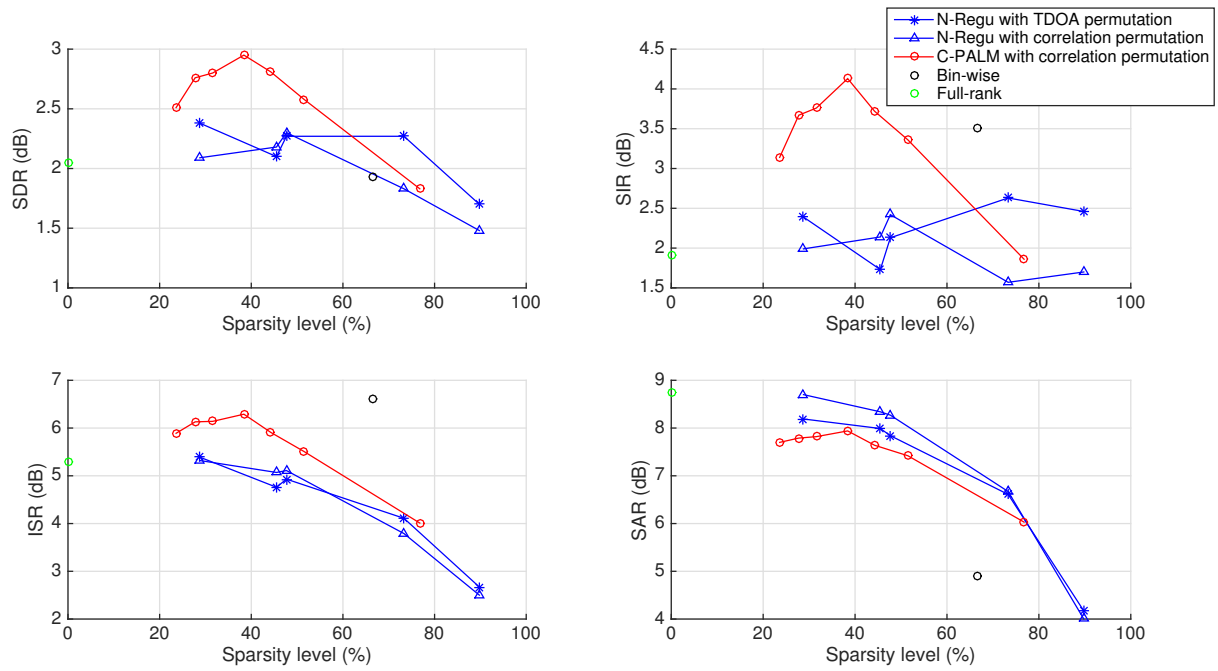 N-Regu with TDOA permutation
N-Regu with correlation permutation
C-PALM with correlation permutation
Bin-wise
Full-rank
3
2.5
2
1.5
1
SDR (dB)
0 20 40 60 80 100
Sparsity level (%)
4.5
4
3.5
3
2.5
2
1.5
SIR (dB)
0 20 40 60 80 100
Sparsity level (%)
7
6
5
4
3
2
ISR (dB)
0 20 40 60 80 100
Sparsity level (%)
9
8
7
6
5
4
SAR (dB)
0 20 40 60 80 100
Sparsity level (%)